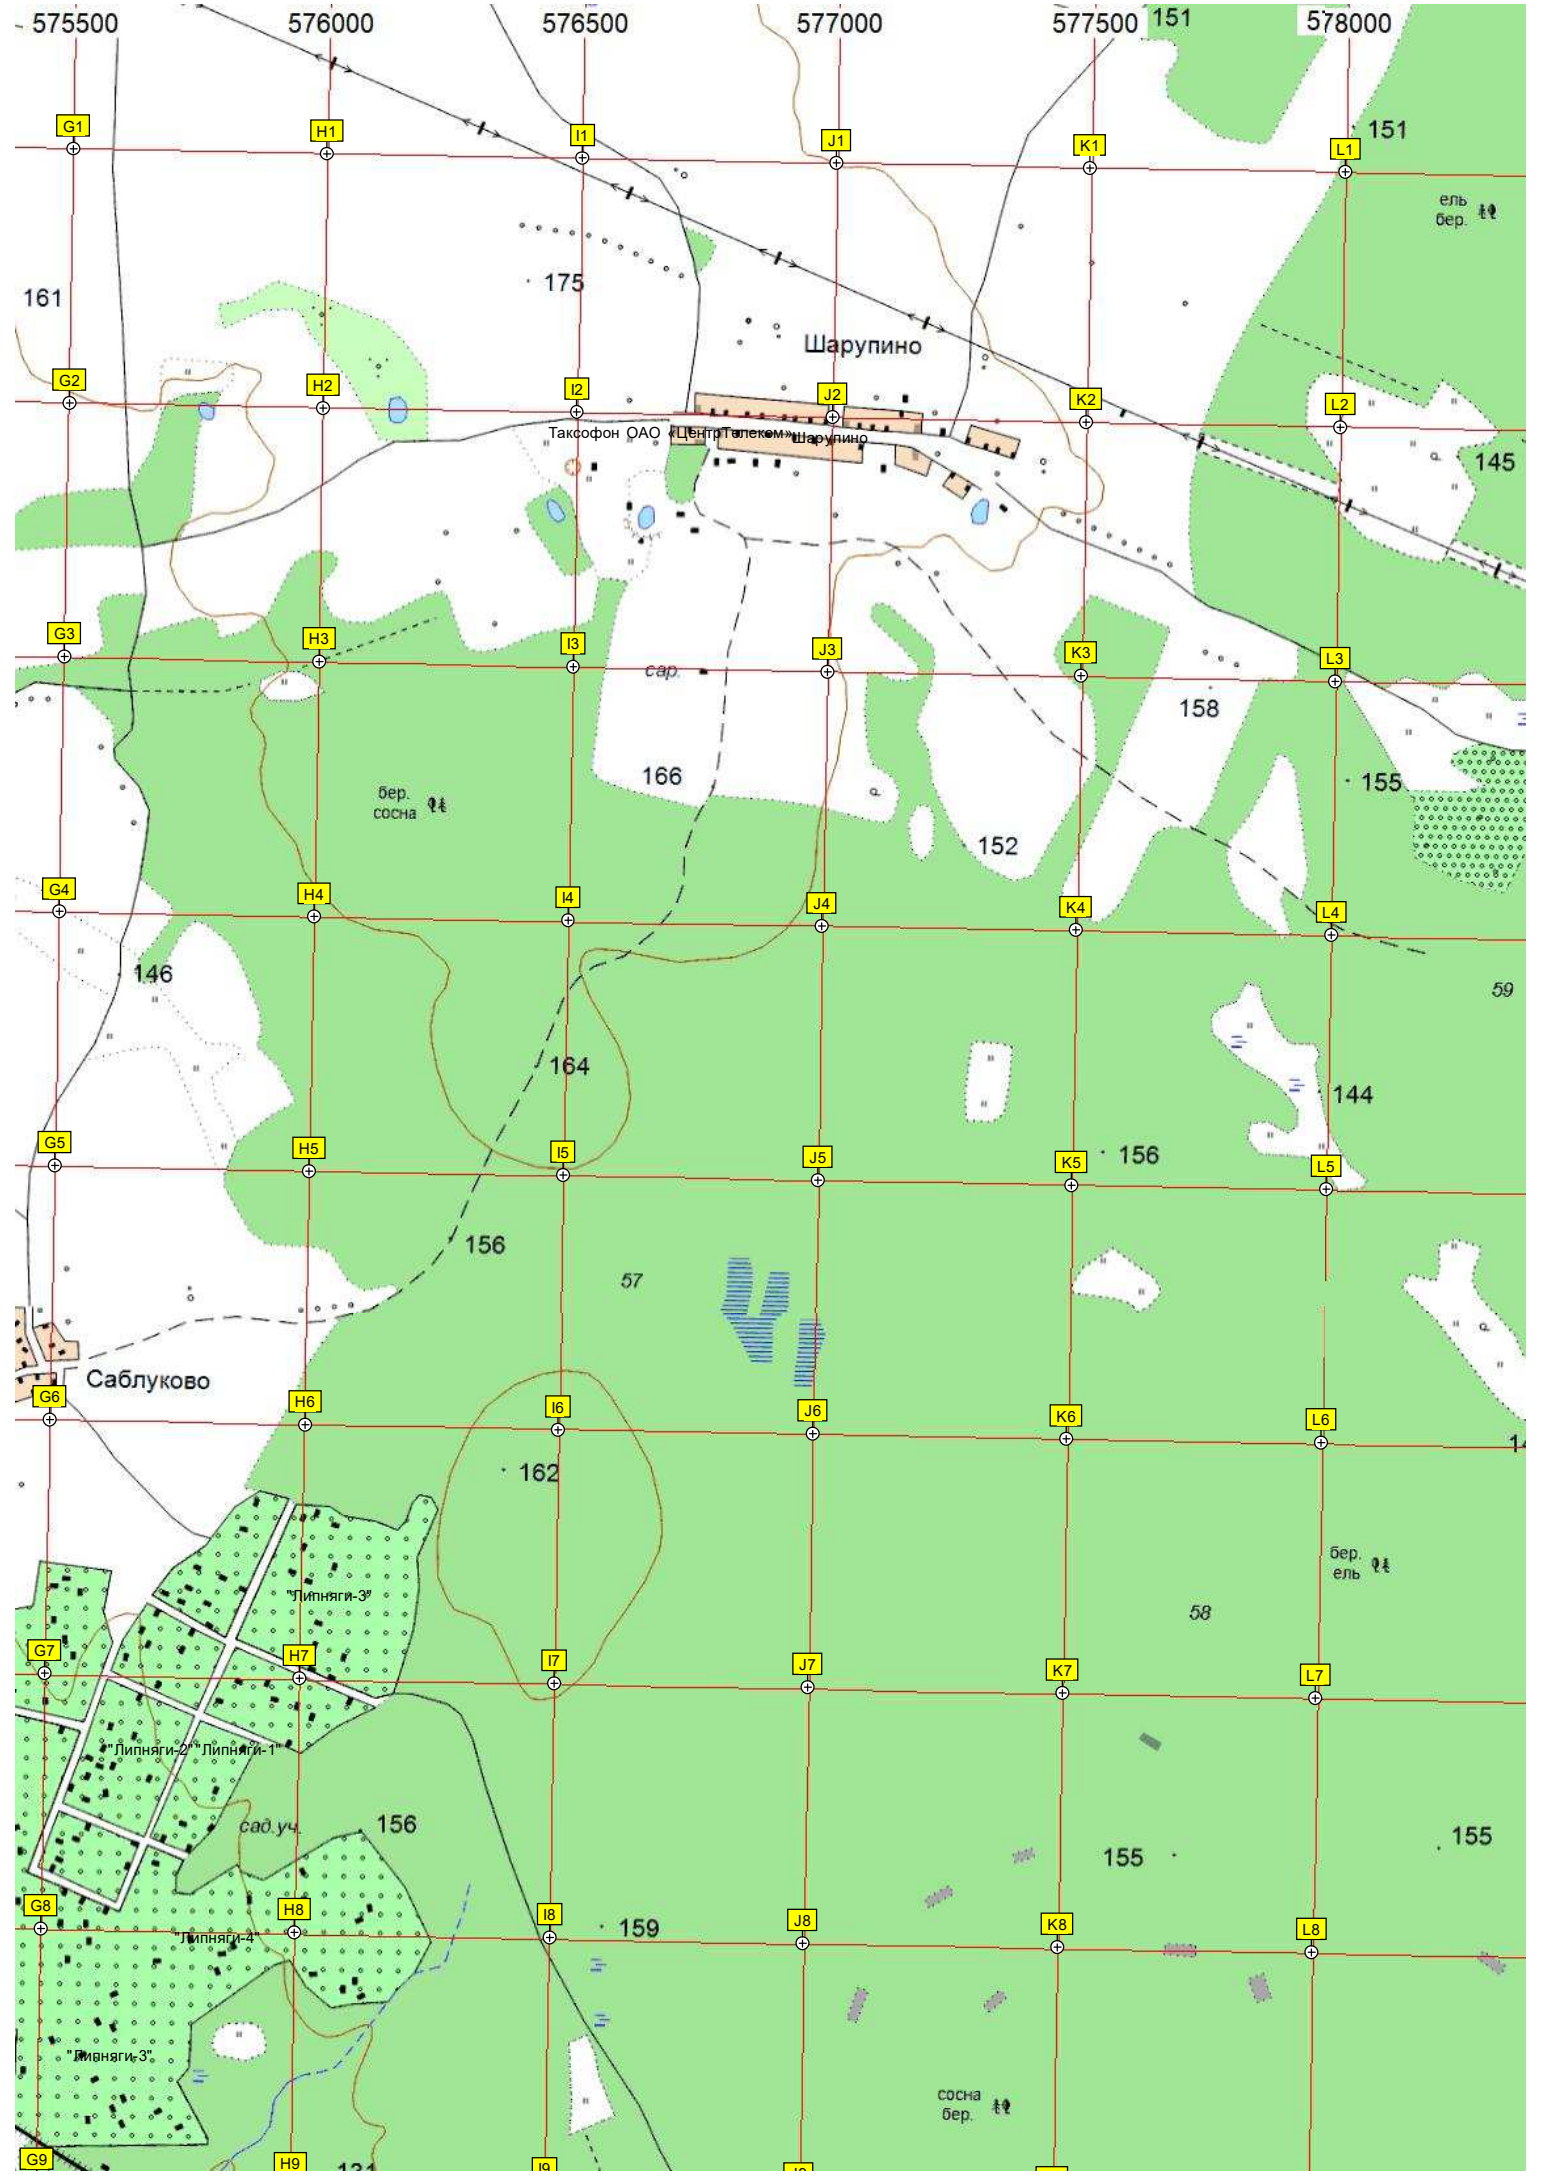 575500 576000 576500 577000 577500 151 578000
G1 H1 I1 J1 K1 L1 151
ель
бер.
161 175
Шарупино
G2 H2 I2 J2 K2 L2
Таксофон ОАО «ЦентрТелеком» Шарупино
145
G3 H3 I3 J3 K3 L3
сар.
158
166 155
бер.
сосна
152
G4 H4 I4 J4 K4 L4
146
59
164 144
G5 H5 I5 J5 K5 L5
156
156
57
Саблуково
G6 H6 I6 J6 K6 L6
162
бер.
ель
"Липняги-3"
58
G7 H7 I7 J7 K7 L7
"Липняги-2" "Липняги-1"
сад.уч. 156
155 155
G8 H8 I8 J8 K8 L8
159
"Липняги-4"
"Липняги-3"
сосна
бер.
G9 H9 I9